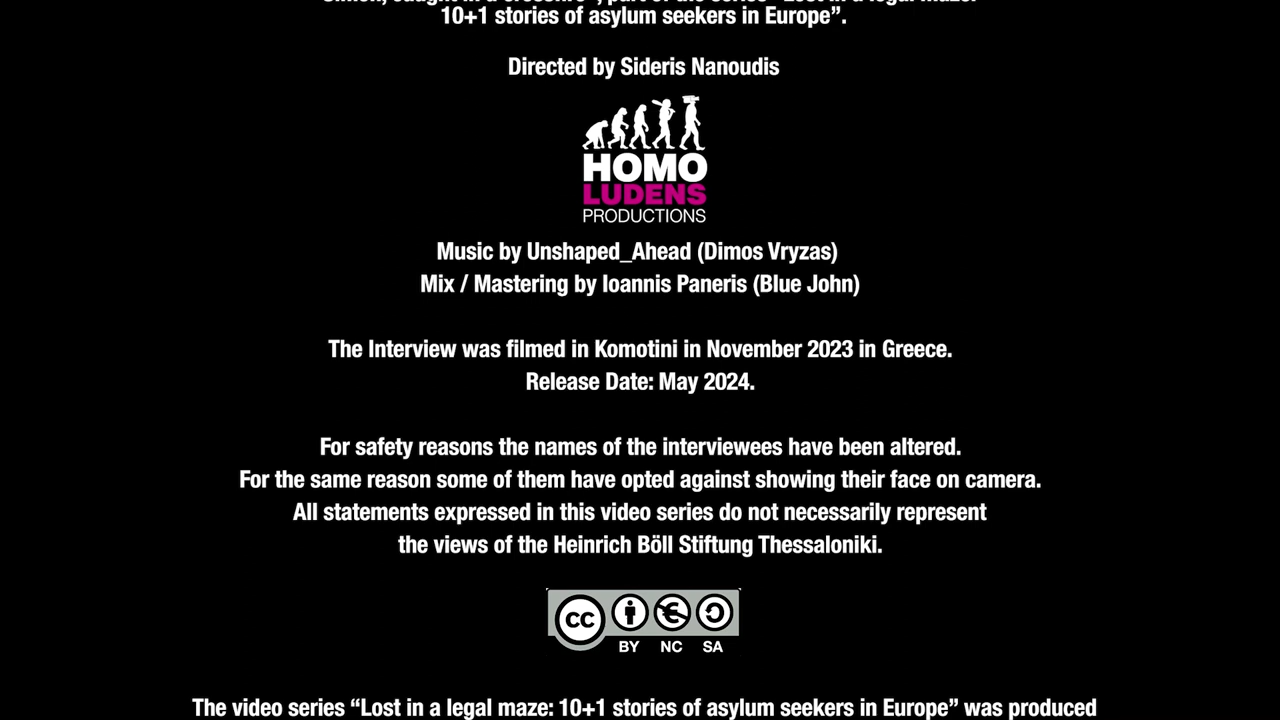 10+1 stories of asylum seekers in Europe”.
Directed by Sideris Nanoudis
HOMO
LUDENS
PRODUCTIONS
Music by Unshaped_Ahead (Dimos Vryzas)
Mix / Mastering by Ioannis Paneris (Blue John)
The Interview was filmed in Komotini in November 2023 in Greece.
Release Date: May 2024.
For safety reasons the names of the interviewees have been altered.
For the same reason some of them have opted against showing their face on camera.
All statements expressed in this video series do not necessarily represent
the views of the Heinrich Böll Stiftung Thessaloniki.
cc
BY NC SA
The video series “Lost in a legal maze: 10+1 stories of asylum seekers in Europe” was produced